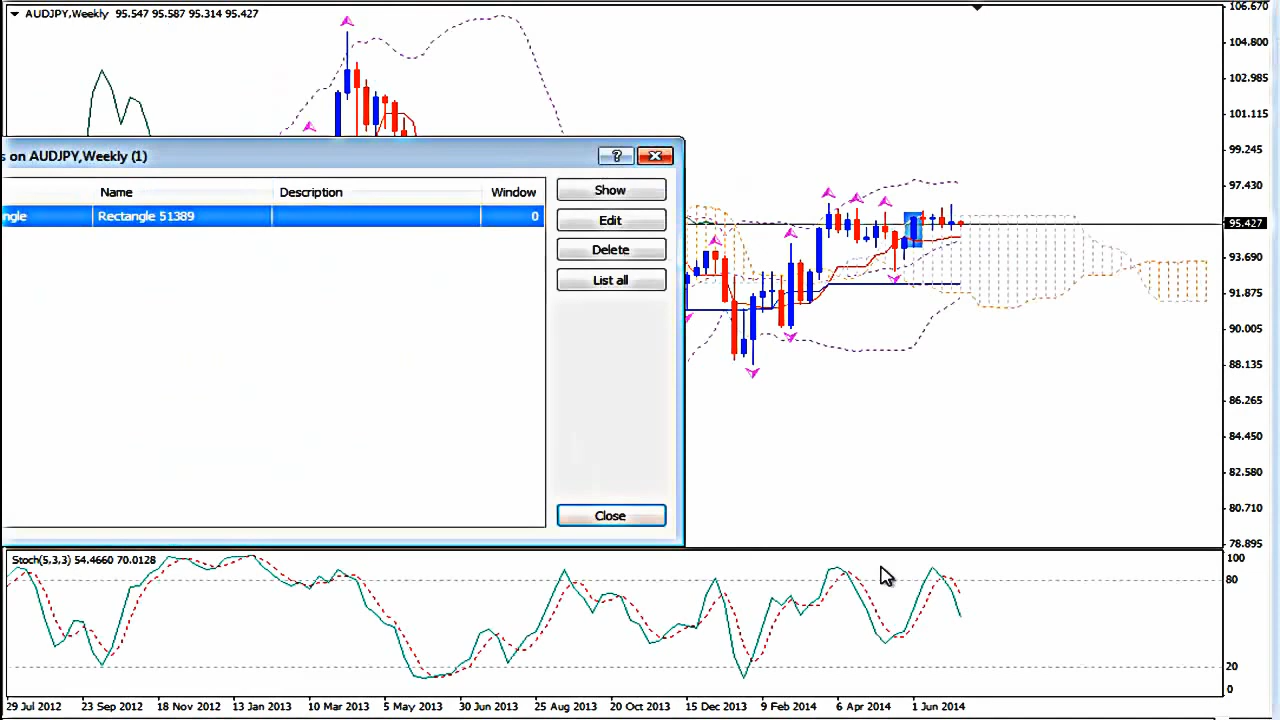 AUDJPY,Weekly 95.547 95.587 95.314 95.427
106.670
104.800
102.985
101.115
99.245
97.430
95.427
93.690
91.875
90.005
88.135
86.265
84.450
82.580
80.710
78.895
s on AUDJPY,Weekly (1)
?
Name Description Window
ngle Rectangle 51389 0
Show
Edit
Delete
List all
Close
Stoch(5,3,3) 54.4660 70.0128
100
80
20
0
29 Jul 2012 23 Sep 2012 18 Nov 2012 13 Jan 2013 10 Mar 2013 5 May 2013 30 Jun 2013 25 Aug 2013 20 Oct 2013 15 Dec 2013 9 Feb 2014 6 Apr 2014 1 Jun 2014